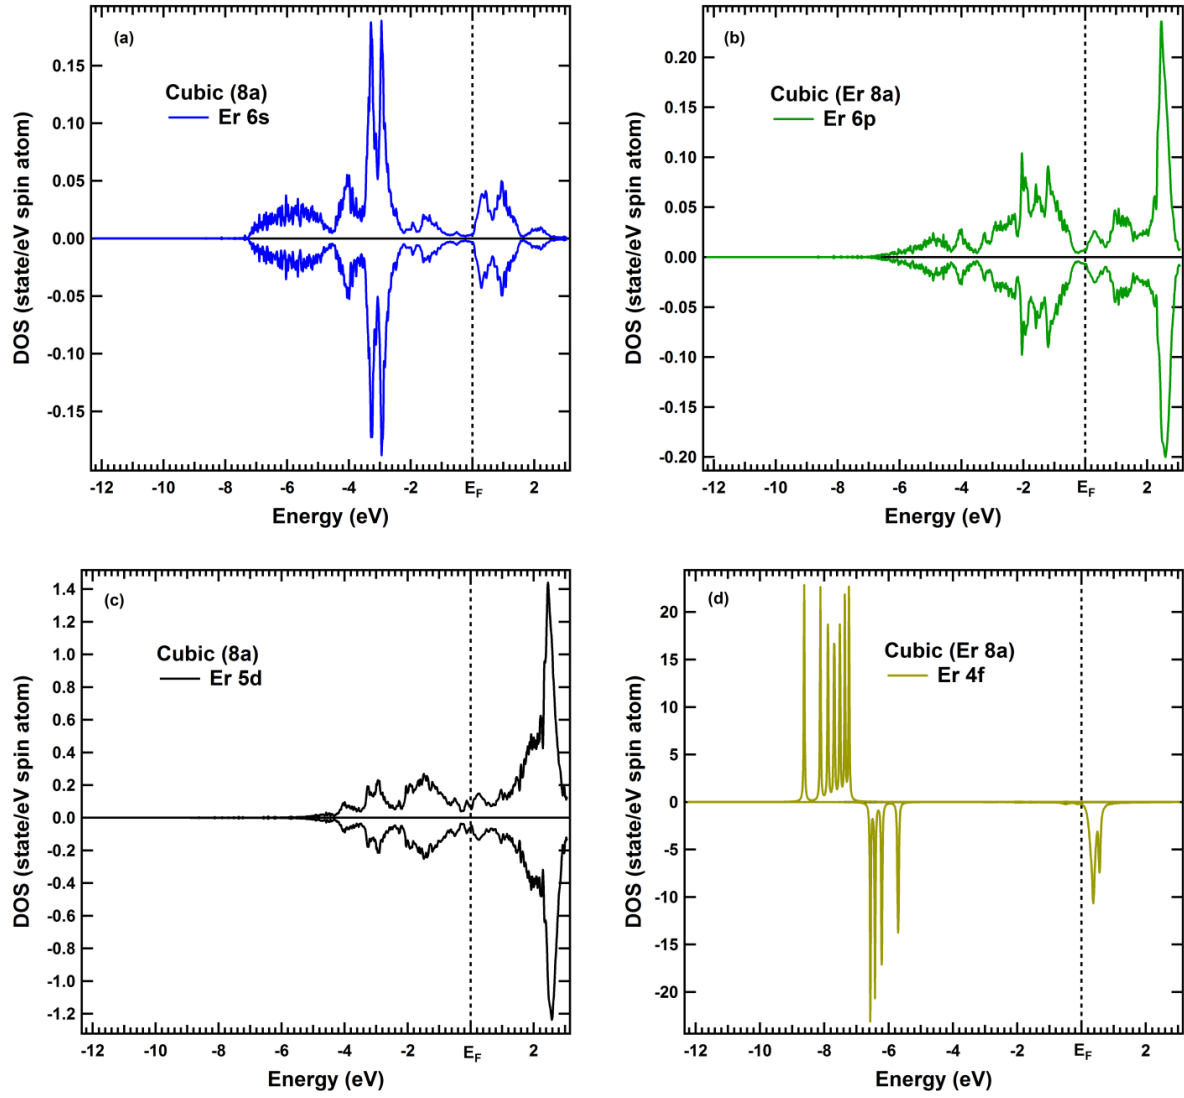 (a)
Cubic (8a)
Er 6s
DOS (state/eV spin atom)
0.15
0.10
0.05
0.00
-0.05
-0.10
-0.15
-12 -10 -8 -6 -4 -2 EF 2
Energy (eV)
(b)
Cubic (Er 8a)
Er 6p
DOS (state/eV spin atom)
0.20
0.15
0.10
0.05
0.00
-0.05
-0.10
-0.15
-0.20
-12 -10 -8 -6 -4 -2 EF 2
Energy (eV)
(c)
Cubic (8a)
Er 5d
DOS (state/eV spin atom)
1.4
1.2
1.0
0.8
0.6
0.4
0.2
0.0
-0.2
-0.4
-0.6
-0.8
-1.0
-1.2
-12 -10 -8 -6 -4 -2 EF 2
Energy (eV)
(d)
Cubic (Er 8a)
Er 4f
DOS (state/eV spin atom)
20
15
10
5
0
-5
-10
-15
-20
-12 -10 -8 -6 -4 -2 EF 2
Energy (eV)